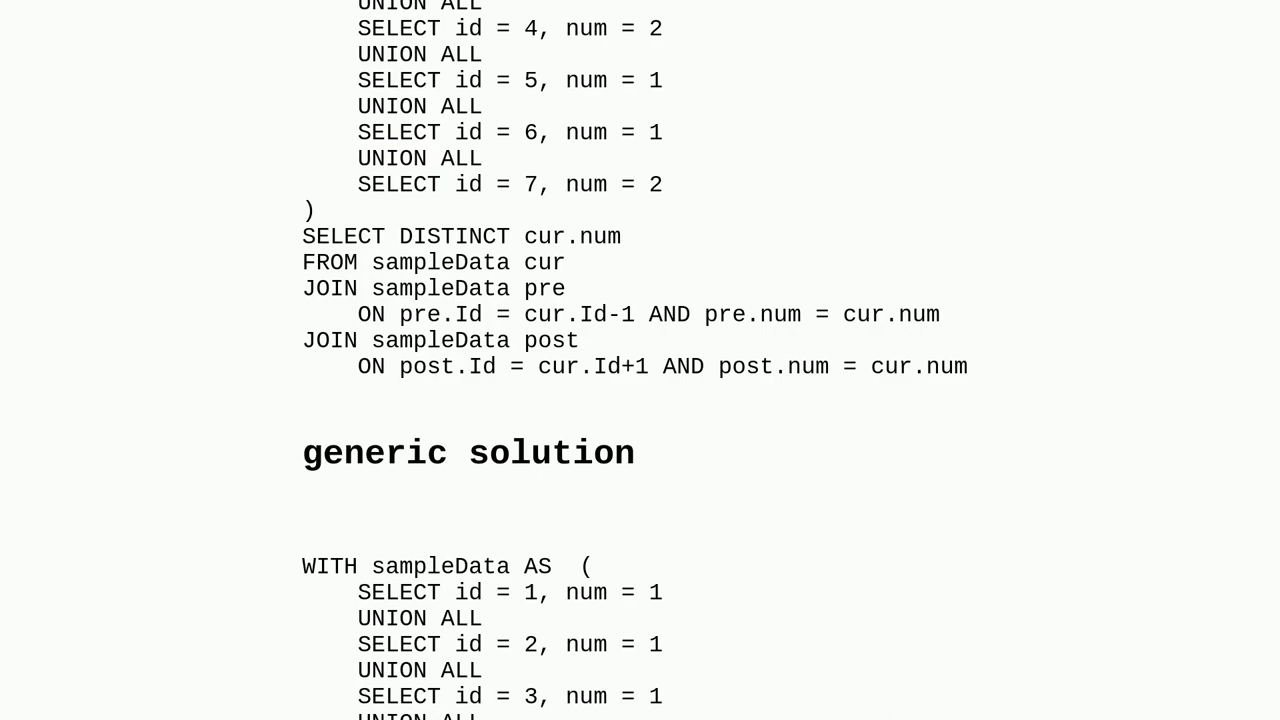 UNION ALL
SELECT id = 4, num = 2
UNION ALL
SELECT id = 5, num = 1
UNION ALL
SELECT id = 6, num = 1
UNION ALL
SELECT id = 7, num = 2
)
SELECT DISTINCT cur.num
FROM sampleData cur
JOIN sampleData pre
ON pre.Id = cur.Id-1 AND pre.num = cur.num
JOIN sampleData post
ON post.Id = cur.Id+1 AND post.num = cur.num
generic solution
WITH sampleData AS  (
SELECT id = 1, num = 1
UNION ALL
SELECT id = 2, num = 1
UNION ALL
SELECT id = 3, num = 1
UNION ALL